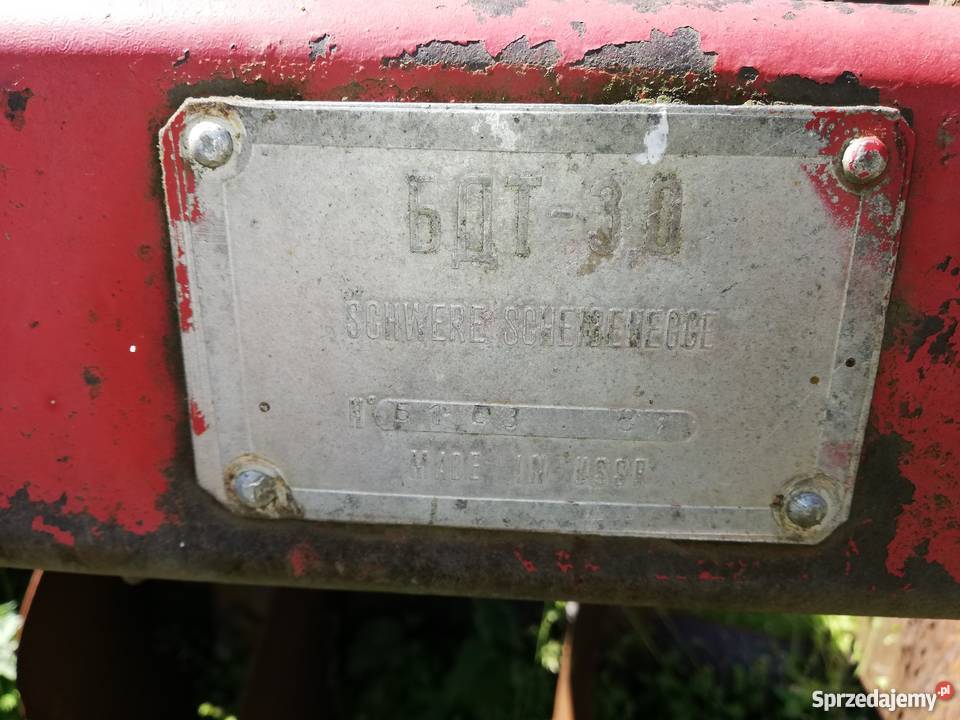 БДТ-3,0
SCHWERE SCHEIBENEGGE
N°
MADE IN USSR
Sprzedajemy.pl